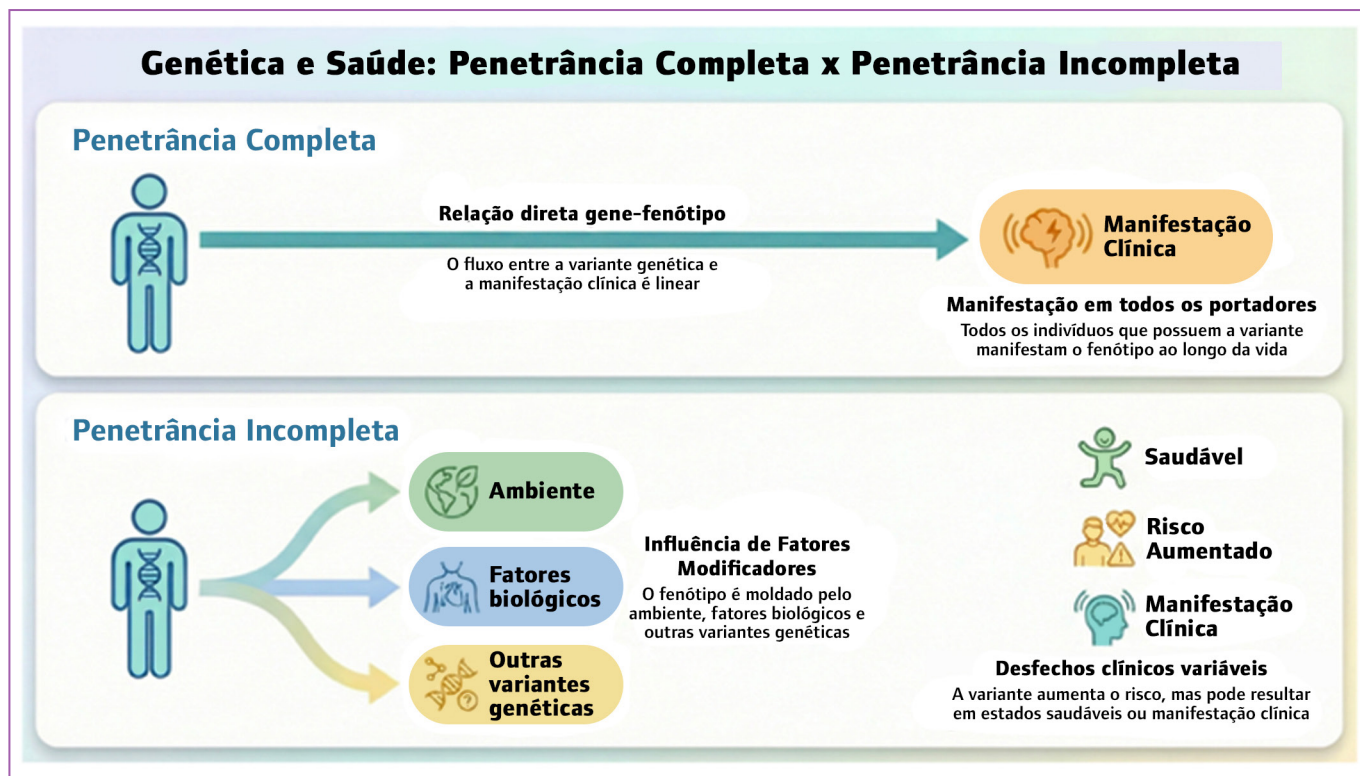 Genética e Saúde: Penetrância Completa x Penetrância Incompleta
Penetrância Completa
Relação direta gene-fenótipo
O fluxo entre a variante genética e
a manifestação clínica é linear
Manifestação
Clínica
Manifestação em todos os portadores
Todos os indivíduos que possuem a variante
manifestam o fenótipo ao longo da vida
Penetrância Incompleta
Ambiente
Fatores
biológicos
Outras
variantes
genéticas
Influência de Fatores
Modificadores
O fenótipo é moldado pelo
ambiente, fatores biológicos e
outras variantes genéticas
Saudável
Risco
Aumentado
Manifestação
Clínica
Desfechos clínicos variáveis
A variante aumenta o risco, mas pode resultar
em estados saudáveis ou manifestação clínica